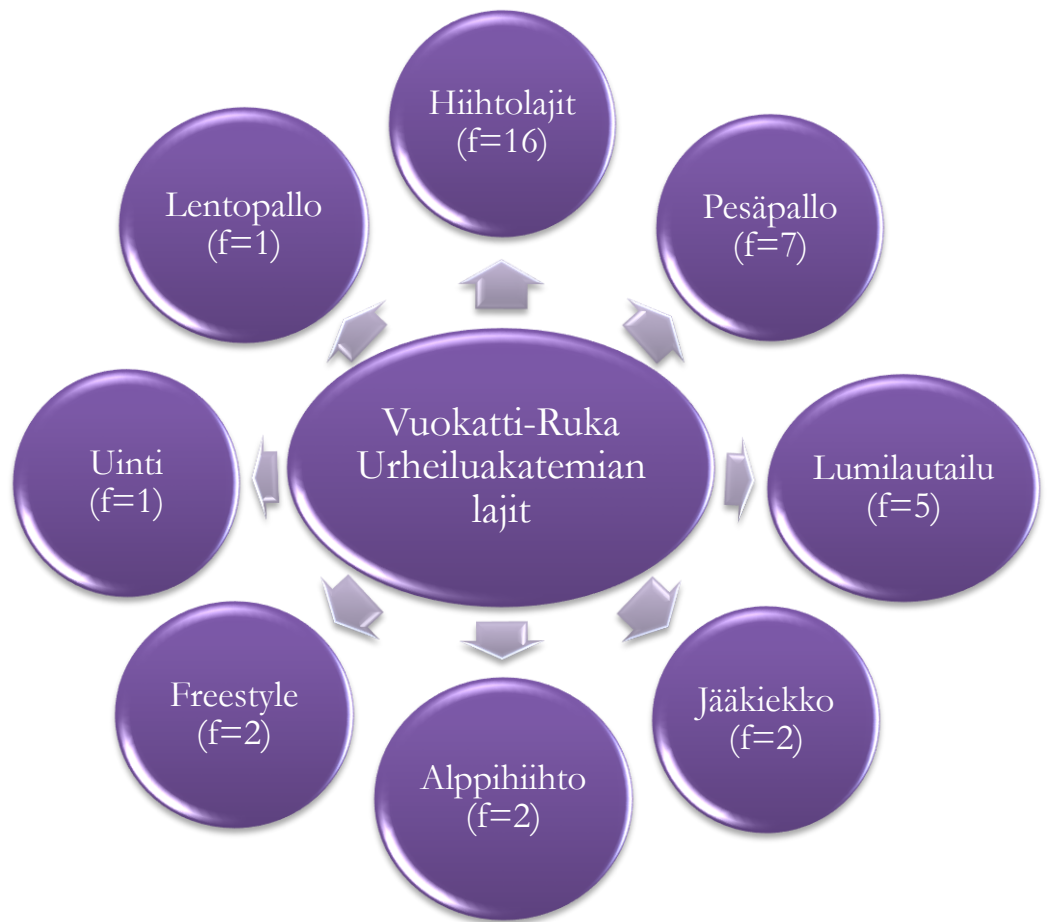 Hiihtolajit
(f=16)
Pesäpallo
(f=7)
Lumilautailu
(f=5)
Jääkiekko
(f=2)
Alppihiihto
(f=2)
Freestyle
(f=2)
Uinti
(f=1)
Lentopallo
(f=1)
Vuokatti-Ruka
Urheiluakatemian
lajit